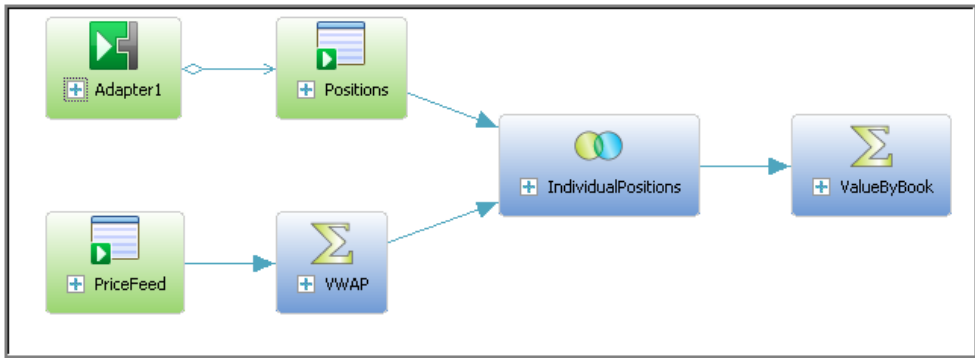 Adapter1
Positions
IndividualPositions
ValueByBook
PriceFeed
VWAP